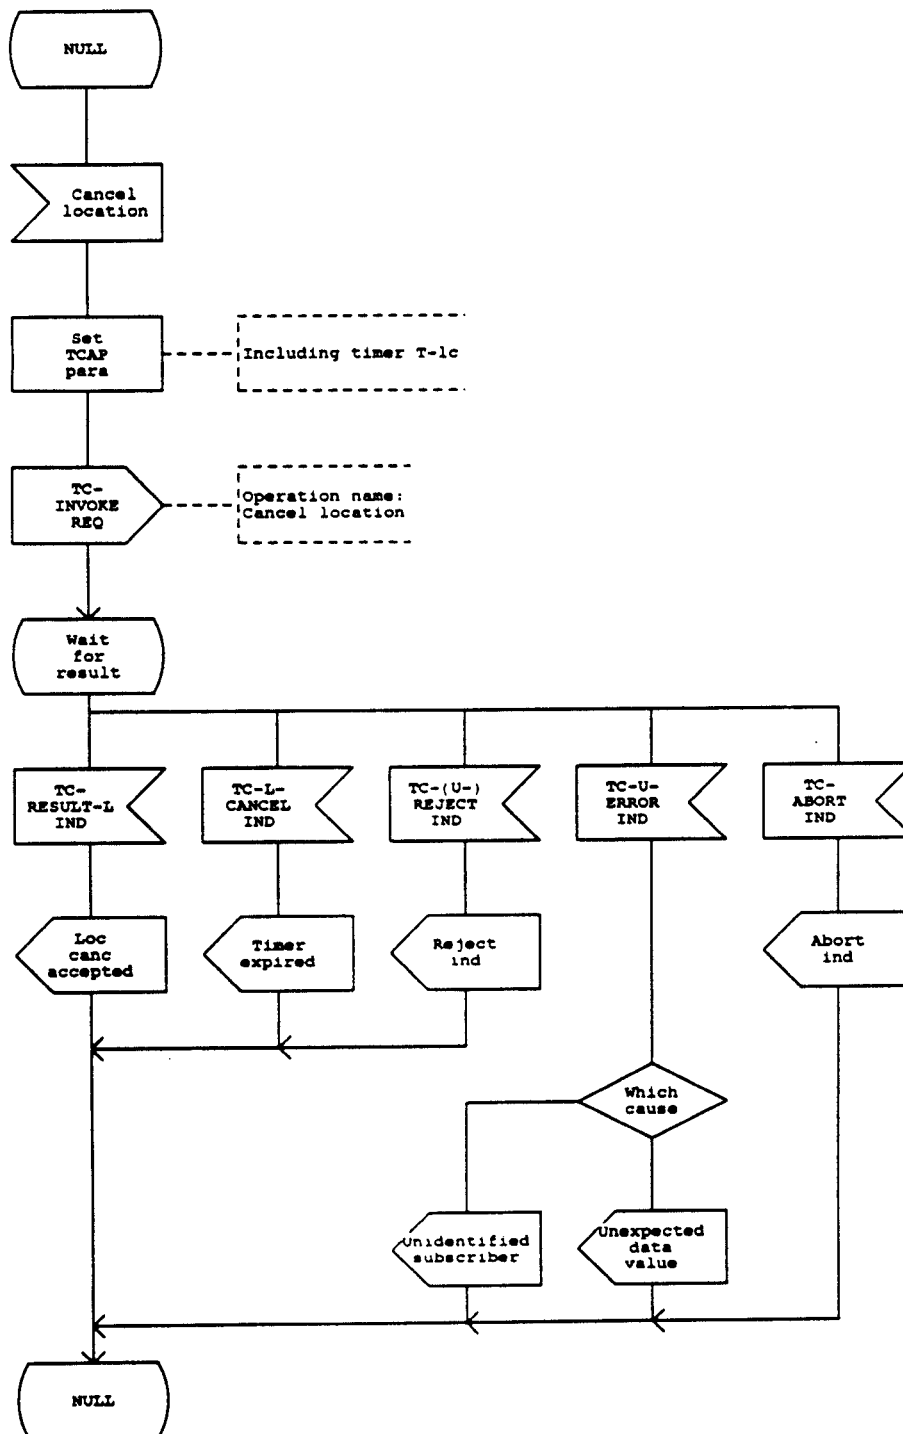 NULL
Cancel
location
Set
TCAP
para
Including timer T-lc
TC-
INVOKE
REQ
Operation name:
Cancel location
Wait
for
result
TC-
RESULT-L
IND
TC-L-
CANCEL
IND
TC-(U-)
REJECT
IND
TC-U-
ERROR
IND
TC-
ABORT
IND
Loc
canc
accepted
Timer
expired
Reject
ind
Abort
ind
Which
cause
Unidentified
subscriber
Unexpected
data
value
NULL